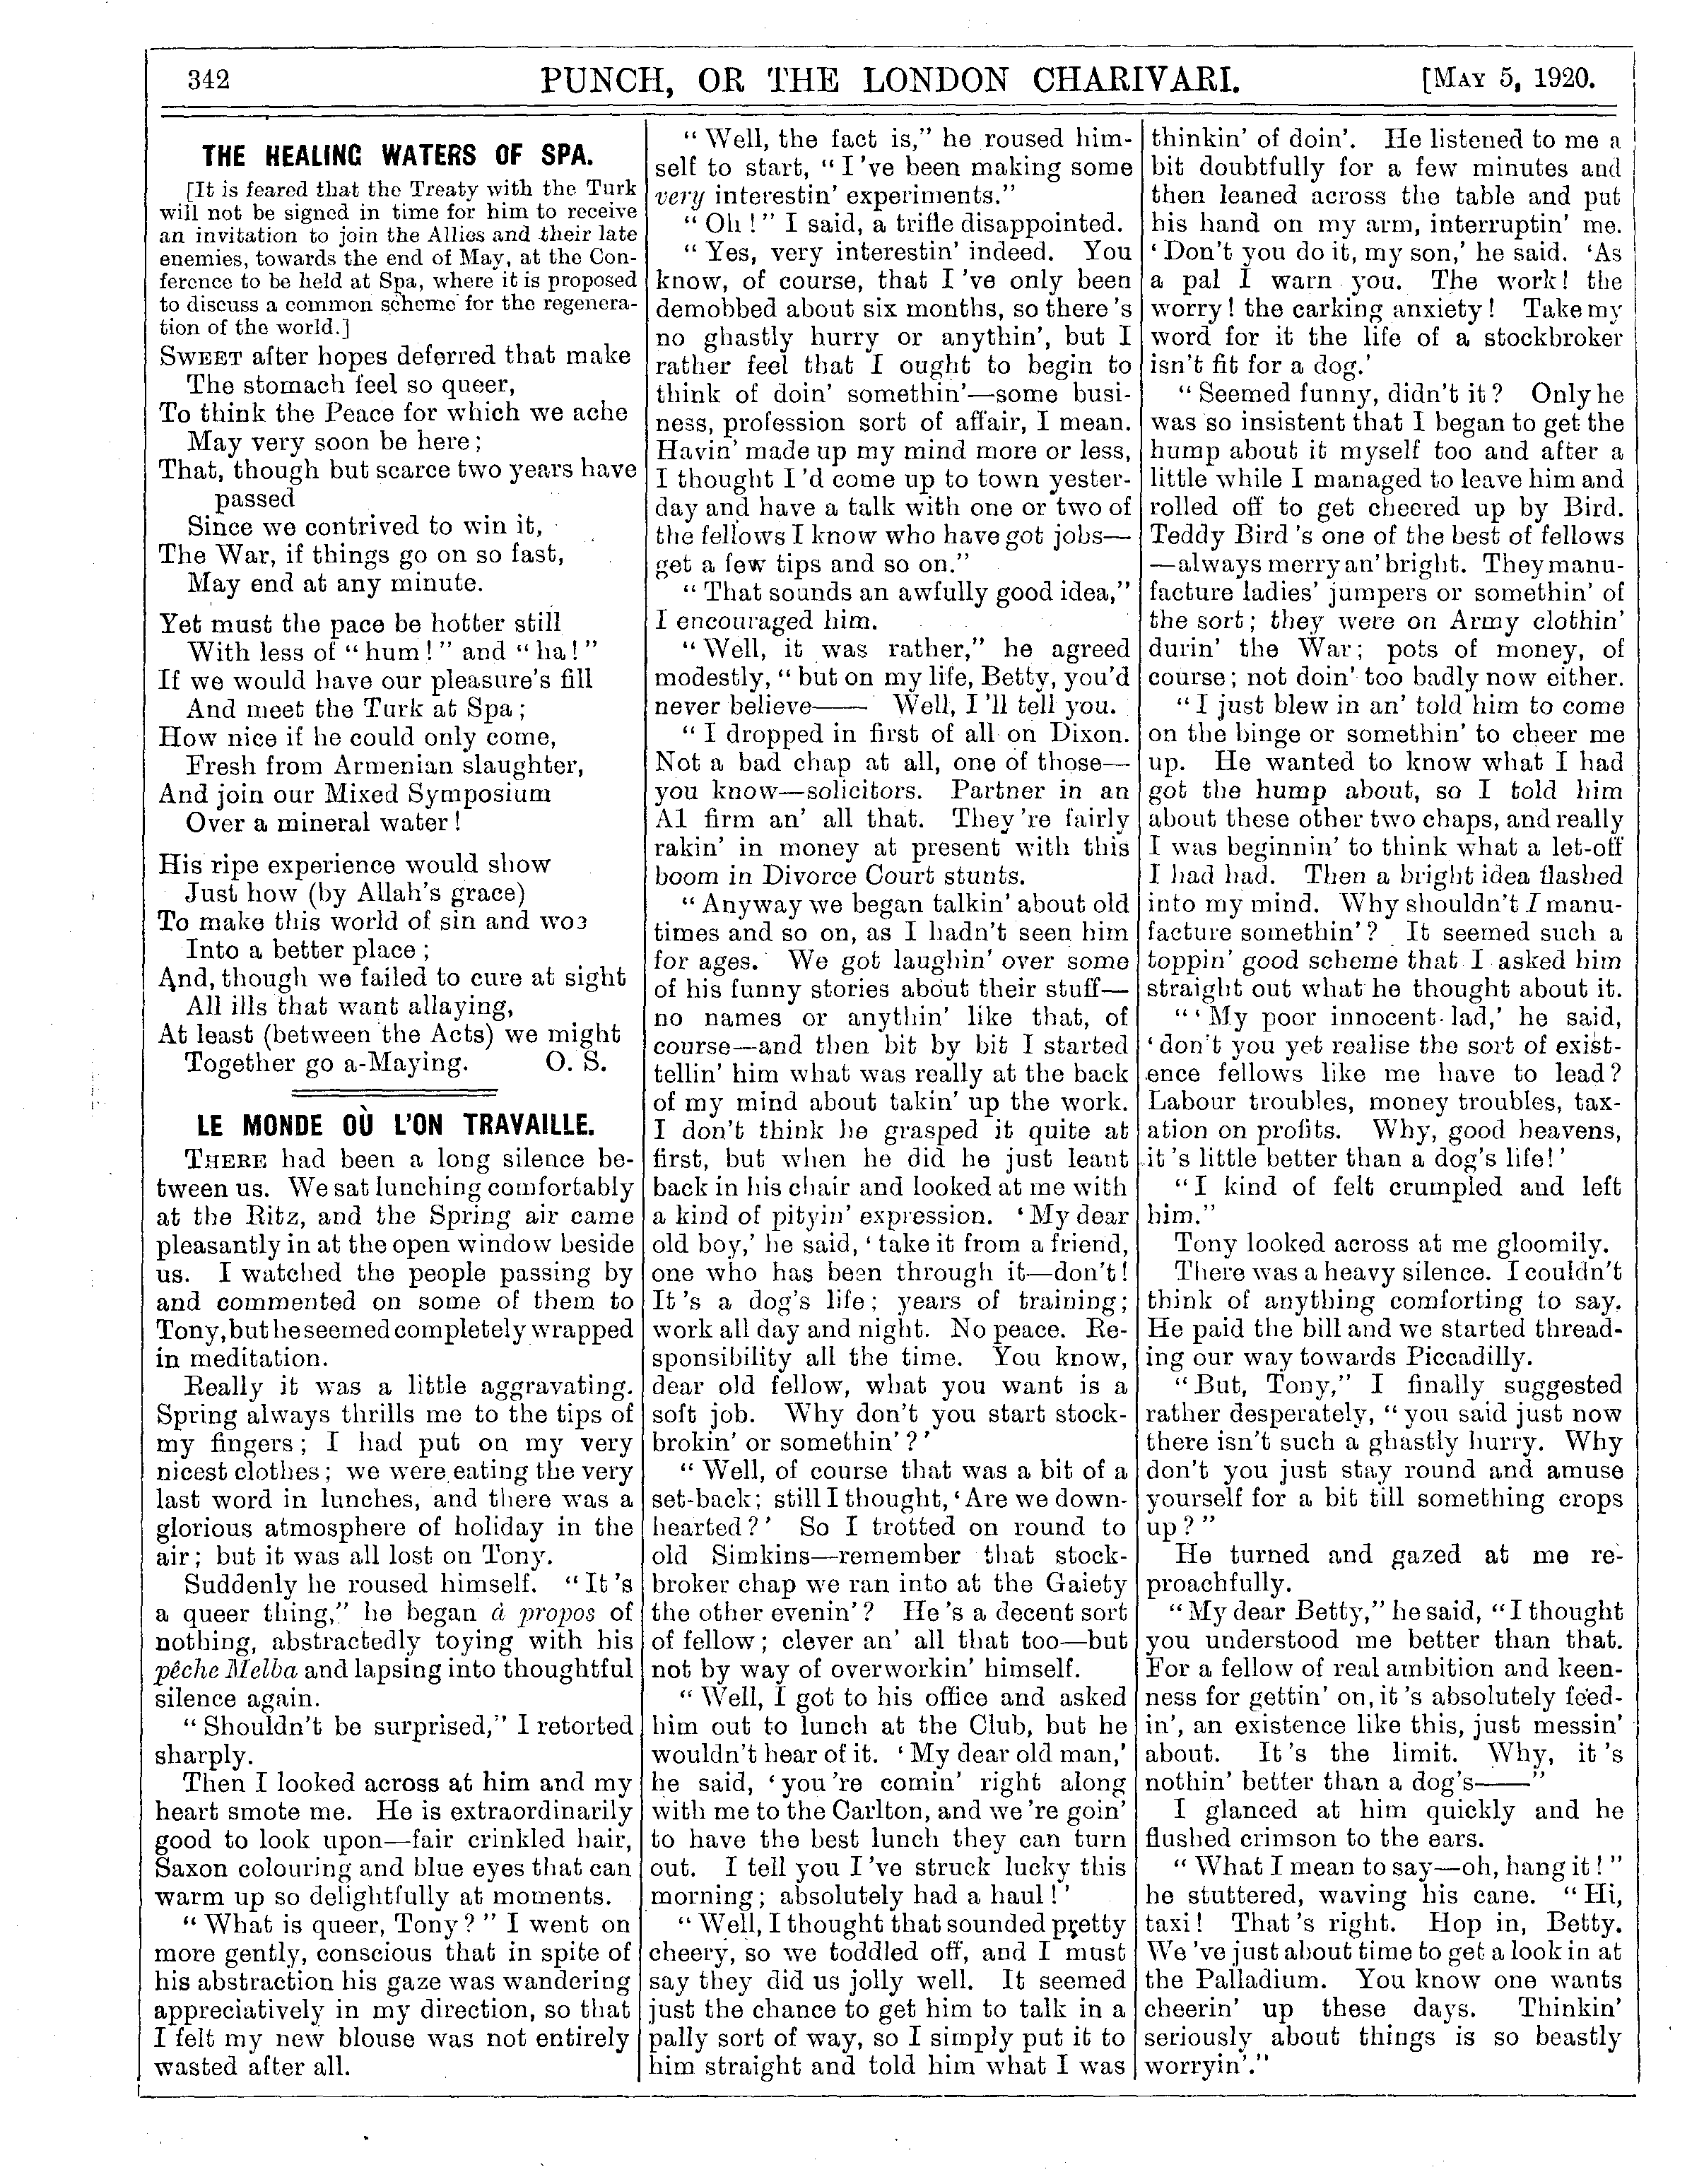 342
PUNCH, OR THE LONDON CHARIVARI.
[MAY 5, 1920.
THE HEALING WATERS OF SPA.
[It is feared that the Treaty with the Turk
will not be signed in time for him to receive
an invitation to join the Allies and their late
enemies, towards the end of May, at the Con-
ference to be held at Spa, where it is proposed
to discuss a common scheme for the regenera-
tion of the world.]
SWEET after hopes deferred that make
The stomach feel so queer,
To think the Peace for which we ache
May very soon be here;
That, though but scarce two years have
passed
Since we contrived to win it,
The War, if things go on so fast,
May end at any minute.
Yet must the pace be hotter still
With less of "hum!" and "ha!"
If we would have our pleasure's fill
And meet the Turk at Spa;
How nice if he could only come,
Fresh from Armenian slaughter,
And join our Mixed Symposium
Over a mineral water!
His ripe experience would show
Just how (by Allah's grace)
To make this world of sin and woe
Into a better place;
And, though we failed to cure at sight
All ills that want allaying,
At least (between the Acts) we might
Together go a-Maying. O. S.
LE MONDE OÙ L'ON TRAVAILLE.
THERE had been a long silence be-
tween us. We sat lunching comfortably
at the Ritz, and the Spring air came
pleasantly in at the open window beside
us. I watched the people passing by
and commented on some of them to
Tony, but he seemed completely wrapped
in meditation.
Really it was a little aggravating.
Spring always thrills me to the tips of
my fingers; I had put on my very
nicest clothes; we were eating the very
last word in lunches, and there was a
glorious atmosphere of holiday in the
air; but it was all lost on Tony.
Suddenly he roused himself. "It's
a queer thing," he began à propos of
nothing, abstractedly toying with his
pêche Melba and lapsing into thoughtful
silence again.
"Shouldn't be surprised," I retorted
sharply.
Then I looked across at him and my
heart smote me. He is extraordinarily
good to look upon—fair crinkled hair,
Saxon colouring and blue eyes that can
warm up so delightfully at moments.
"What is queer, Tony?" I went on
more gently, conscious that in spite of
his abstraction his gaze was wandering
appreciatively in my direction, so that
I felt my new blouse was not entirely
wasted after all.
"Well, the fact is," he roused him-
self to start, "I've been making some
very interestin' experiments."
"Oh!" I said, a trifle disappointed.
"Yes, very interestin' indeed. You
know, of course, that I've only been
demobbed about six months, so there's
no ghastly hurry or anythin', but I
rather feel that I ought to begin to
think of doin' somethin'—some busi-
ness, profession sort of affair, I mean.
Havin' made up my mind more or less,
I thought I'd come up to town yester-
day and have a talk with one or two of
the fellows I know who have got jobs—
get a few tips and so on."
"That sounds an awfully good idea,"
I encouraged him.
"Well, it was rather," he agreed
modestly, "but on my life, Betty, you'd
never believe—— Well, I'll tell you.
"I dropped in first of all on Dixon.
Not a bad chap at all, one of those—
you know—solicitors. Partner in an
A1 firm an' all that. They're fairly
rakin' in money at present with this
boom in Divorce Court stunts.
"Anyway we began talkin' about old
times and so on, as I hadn't seen him
for ages. We got laughin' over some
of his funny stories about their stuff—
no names or anythin' like that, of
course—and then bit by bit I started
tellin' him what was really at the back
of my mind about takin' up the work.
I don't think he grasped it quite at
first, but when he did he just leant
back in his chair and looked at me with
a kind of pityin' expression. 'My dear
old boy,' he said, 'take it from a friend,
one who has been through it—don't!
It's a dog's life; years of training;
work all day and night. No peace. Re-
sponsibility all the time. You know,
dear old fellow, what you want is a
soft job. Why don't you start stock-
brokin' or somethin'?'
"Well, of course that was a bit of a
set-back; still I thought, 'Are we down-
hearted?' So I trotted on round to
old Simkins—remember that stock-
broker chap we ran into at the Gaiety
the other evenin'? He's a decent sort
of fellow; clever an' all that too—but
not by way of overworkin' himself.
"Well, I got to his office and asked
him out to lunch at the Club, but he
wouldn't hear of it. 'My dear old man,'
he said, 'you're comin' right along
with me to the Carlton, and we're goin'
to have the best lunch they can turn
out. I tell you I've struck lucky this
morning; absolutely had a haul!'
"Well, I thought that sounded pretty
cheery, so we toddled off, and I must
say they did us jolly well. It seemed
just the chance to get him to talk in a
pally sort of way, so I simply put it to
him straight and told him what I was
thinkin' of doin'. He listened to me a
bit doubtfully for a few minutes and
then leaned across the table and put
his hand on my arm, interruptin' me.
'Don't you do it, my son,' he said. 'As
a pal I warn you. The work! the
worry! the carking anxiety! Take my
word for it the life of a stockbroker
isn't fit for a dog.'
"Seemed funny, didn't it? Only he
was so insistent that I began to get the
hump about it myself too and after a
little while I managed to leave him and
rolled off to get cheered up by Bird.
Teddy Bird's one of the best of fellows
—always merry an' bright. They manu-
facture ladies' jumpers or somethin' of
the sort; they were on Army clothin'
durin' the War; pots of money, of
course; not doin' too badly now either.
"I just blew in an' told him to come
on the binge or somethin' to cheer me
up. He wanted to know what I had
got the hump about, so I told him
about these other two chaps, and really
I was beginnin' to think what a let-off
I had had. Then a bright idea flashed
into my mind. Why shouldn't I manu-
facture somethin'? It seemed such a
toppin' good scheme that I asked him
straight out what he thought about it.
"'My poor innocent lad,' he said,
'don't you yet realise the sort of exist-
ence fellows like me have to lead?
Labour troubles, money troubles, tax-
ation on profits. Why, good heavens,
it's little better than a dog's life!'
"I kind of felt crumpled and left
him."
Tony looked across at me gloomily.
There was a heavy silence. I couldn't
think of anything comforting to say.
He paid the bill and we started thread-
ing our way towards Piccadilly.
"But, Tony," I finally suggested
rather desperately, "you said just now
there isn't such a ghastly hurry. Why
don't you just stay round and amuse
yourself for a bit till something crops
up?"
He turned and gazed at me re-
proachfully.
"My dear Betty," he said, "I thought
you understood me better than that.
For a fellow of real ambition and keen-
ness for gettin' on, it's absolutely feed-
in', an existence like this, just messin'
about. It's the limit. Why, it's
nothin' better than a dog's——"
I glanced at him quickly and he
flushed crimson to the ears.
"What I mean to say—oh, hang it!"
he stuttered, waving his cane. "Hi,
taxi! That's right. Hop in, Betty.
We've just about time to get a look in at
the Palladium. You know one wants
cheerin' up these days. Thinkin'
seriously about things is so beastly
worryin'."